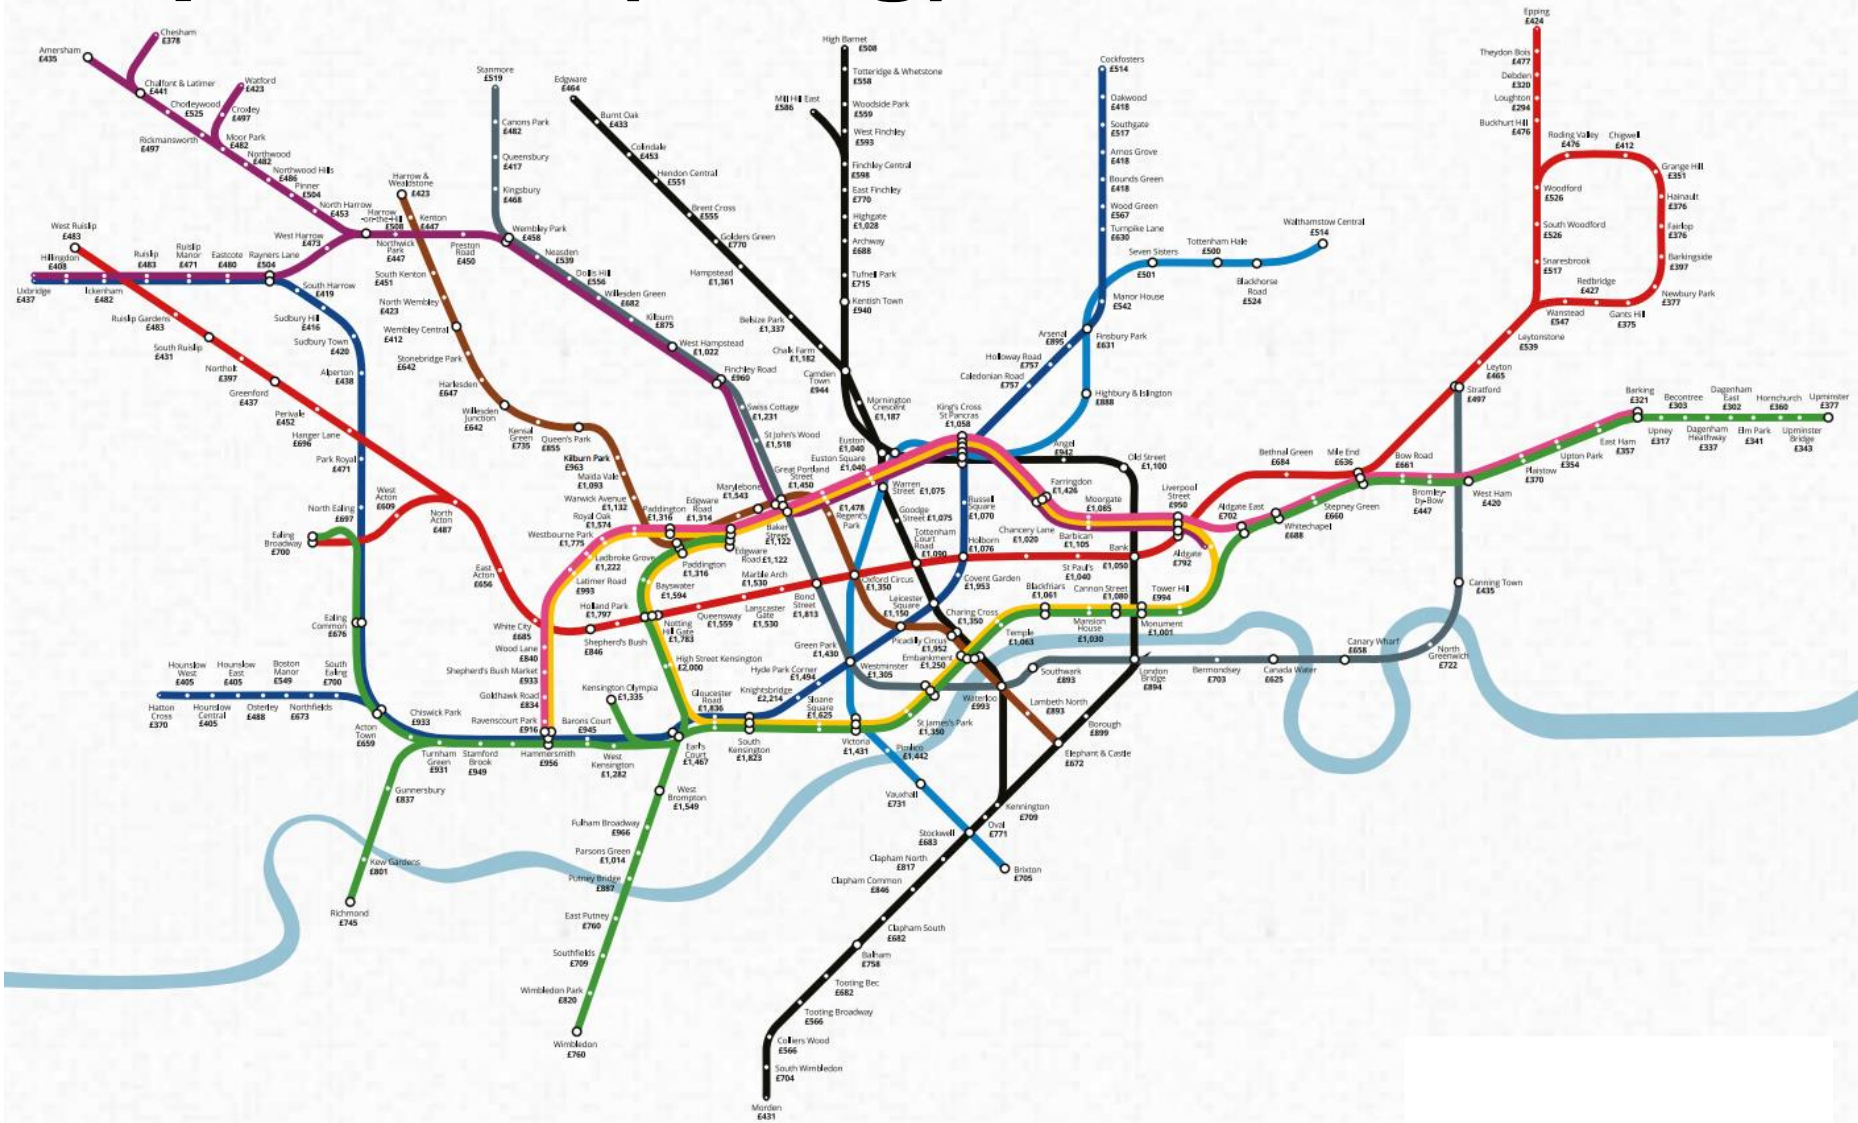 Chesham
£378
Amersham
£435
Chalfont & Latimer
£441
Watford
£423
Chorleywood
£525
Croxley
£497
Rickmansworth
£497
Moor Park
£482
Northwood
£482
Northwood Hills
£486
Pinner
£504
North Harrow
£453
Harrow
-on-the-Hill
£508
Harrow &
Wealdstone
£423
Kenton
£447
Northwick
Park
£447
Preston
Road
£450
West Harrow
£473
West Ruislip
£483
Hillingdon
£408
Ruislip
£483
Ruislip
Manor
£471
Eastcote
£480
Rayners Lane
£504
Uxbridge
£437
Ickenham
£482
South Harrow
£419
Sudbury Hill
£416
Sudbury Town
£420
Alperton
£438
Park Royal
£471
Ruislip Gardens
£483
South Ruislip
£431
Northolt
£397
Greenford
£437
Perivale
£452
Hanger Lane
£696
West
Acton
£609
North Ealing
£697
Ealing
Broadway
£700
North
Acton
£487
East
Acton
£656
White City
£685
Ealing
Common
£676
South Kenton
£451
North Wembley
£423
Wembley Central
£412
Stonebridge Park
£642
Harlesden
£647
Willesden
Junction
£642
Kensal
Green
£735
Queen's Park
£855
Kilburn Park
£963
Maida Vale
£1,093
Warwick Avenue
£1,132
Stanmore
£519
Canons Park
£482
Queensbury
£417
Kingsbury
£468
Wembley Park
£458
Neasden
£539
Dollis Hill
£556
Willesden Green
£682
Kilburn
£875
West Hampstead
£1,022
Finchley Road
£960
Swiss Cottage
£1,231
St John's Wood
£1,518
Edgware
£464
Burnt Oak
£433
Colindale
£453
Hendon Central
£551
Brent Cross
£555
Golders Green
£770
Hampstead
£1,361
Belsize Park
£1,337
Chalk Farm
£1,182
Camden
Town
£944
Mornington
Crescent
£1,187
High Barnet
£508
Totteridge & Whetstone
£558
Woodside Park
£559
Mill Hill East
£586
West Finchley
£593
Finchley Central
£598
East Finchley
£770
Highgate
£1,028
Archway
£688
Tufnell Park
£715
Kentish Town
£940
Cockfosters
£514
Oakwood
£418
Southgate
£517
Arnos Grove
£418
Bounds Green
£418
Wood Green
£567
Turnpike Lane
£630
Manor House
£542
Finsbury Park
£631
Arsenal
£895
Holloway Road
£757
Caledonian Road
£757
Highbury & Islington
£888
Seven Sisters
£501
Tottenham Hale
£500
Blackhorse
Road
£524
Walthamstow Central
£514
King's Cross
St Pancras
£1,058
Euston
£1,040
Euston Square
£1,040
Great Portland
Street
£1,450
Marylebone
£1,543
Baker
Street
£1,122
Edgware
Road
£1,314
Edgware
Road £1,122
Paddington
£1,316
Paddington
£1,316
Royal Oak
£1,574
Westbourne Park
£1,775
Ladbroke Grove
£1,222
Latimer Road
£993
Bayswater
£1,594
Holland Park
£1,797
Notting
Hill Gate
£1,783
Shepherd's Bush
£846
Queensway
£1,559
Lanscaster
Gate
£1,530
Marble Arch
£1,530
Bond
Street
£1,813
Oxford Circus
£1,350
£1,478
Regent's
Park
Warren
Street £1,075
Goodge
Street £1,075
Tottenham
Court
Road
£1,090
Russel
Square
£1,070
Holborn
£1,076
Covent Garden
£1,953
Leicester
Square
£1,150
Picadilly Circus
£1,952
Charing Cross
£1,350
Embankment
£1,250
Angel
£942
Old Street
£1,100
Farringdon
£1,426
Moorgate
£1,085
Barbican
£1,105
Chancery Lane
£1,020
St Paul's
£1,040
Bank
£1,050
Liverpool
Street
£950
Aldgate
£792
Aldgate East
£702
Tower Hill
£994
Monument
£1,001
Cannon Street
£1,080
Mansion
House
£1,030
Blackfriars
£1,061
Temple
£1,063
Wood Lane
£840
Shepherd's Bush Market
£933
Goldhawk Road
£834
Ravenscourt Park
£916
Hammersmith
£956
Barons Court
£945
Kensington Olympia
£1,335
High Street Kensington
£2,000
Gloucester
Road
£1,836
Knightsbridge
£2,214
Hyde Park Corner
£1,494
Green Park
£1,430
Sloane
Square
£1,625
South
Kensington
£1,823
Victoria
£1,431
Westminster
£1,305
St James's Park
£1,350
Waterloo
£993
Southwark
£893
Lambeth North
£893
Elephant & Castle
£672
Borough
£899
London
Bridge
£894
Bermondsey
£703
Canada Water
£625
Canary Wharf
£658
North
Greenwich
£722
Canning Town
£435
Hounslow
West
£405
Hounslow
East
£405
Boston
Manor
£549
South
Ealing
£700
Hatton
Cross
£370
Hounslow
Central
£405
Osterley
£488
Northfields
£673
Acton
Town
£659
Chiswick Park
£933
Turnham
Green
£931
Stamford
Brook
£949
Gunnersbury
£837
Kew Gardens
£801
Richmond
£745
West
Kensington
£1,282
Earl's
Court
£1,467
West
Brompton
£1,549
Fulham Broadway
£966
Parsons Green
£1,014
Putney Bridge
£887
East Putney
£760
Southfields
£709
Wimbledon Park
£820
Wimbledon
£760
Pimlico
£1,442
Vauxhall
£731
Stockwell
£683
Brixton
£705
Kennington
£709
Oval
£771
Clapham North
£817
Clapham Common
£846
Clapham South
£682
Balham
£758
Tooting Bec
£682
Tooting Broadway
£566
Colliers Wood
£566
South Wimbledon
£704
Morden
£431
Epping
£424
Theydon Bois
£477
Debden
£320
Loughton
£294
Buckhurt Hill
£476
Roding Valley
£476
Chigwell
£412
Grange Hill
£351
Hainault
£376
Fairlop
£376
Barkingside
£397
Newbury Park
£377
Gants Hill
£375
Redbridge
£427
Wanstead
£547
Woodford
£526
South Woodford
£526
Snaresbrook
£517
Leytonstone
£539
Leyton
£465
Stratford
£497
Mile End
£636
Bethnal Green
£684
Whitechapel
£688
Stepney Green
£660
Bow Road
£661
Bromley-
by-Bow
£447
West Ham
£420
Plaistow
£370
Upton Park
£354
East Ham
£357
Barking
£321
Upney
£317
Becontree
£303
Dagenham
Heathway
£337
Dagenham
East
£302
Elm Park
£341
Hornchurch
£360
Upminster
Bridge
£343
Upminster
£377